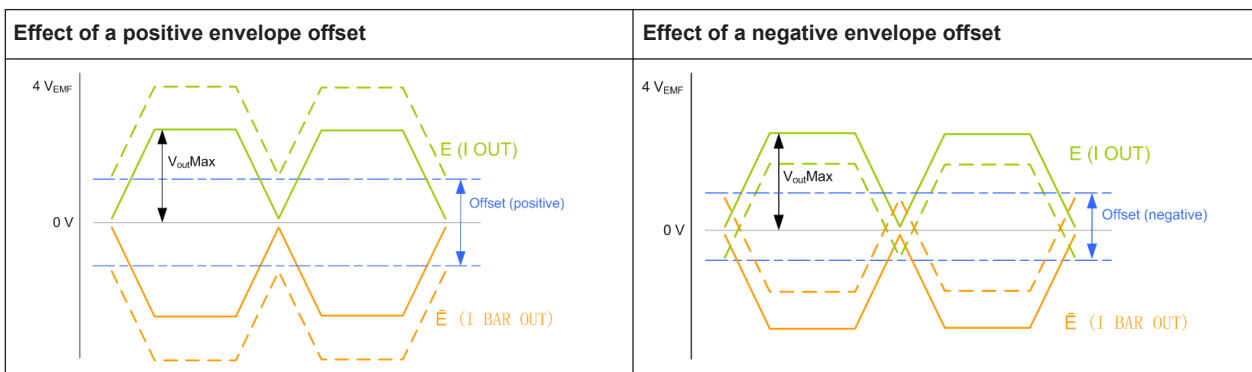 Effect of a positive envelope offset
Effect of a negative envelope offset
4 VEMF
VoutMax
E (I OUT)
Offset (positive)
0 V
Ē (I BAR OUT)
4 VEMF
VoutMax
E (I OUT)
Offset (negative)
0 V
Ē (I BAR OUT)